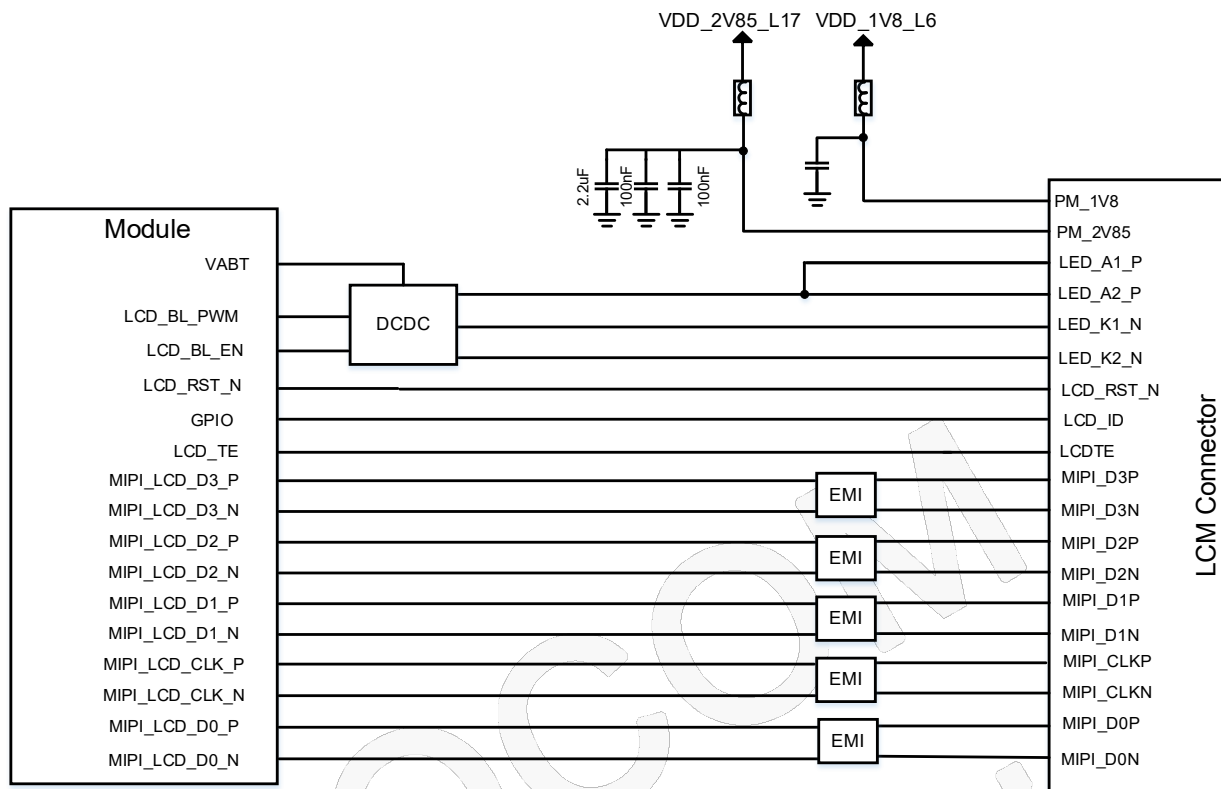 VDD_2V85_L17 VDD_1V8_L6
2.2uF
100nF
100nF
Module
VABT
LCD_BL_PWM
LCD_BL_EN
LCD_RST_N
GPIO
LCD_TE
MIPI_LCD_D3_P
MIPI_LCD_D3_N
MIPI_LCD_D2_P
MIPI_LCD_D2_N
MIPI_LCD_D1_P
MIPI_LCD_D1_N
MIPI_LCD_CLK_P
MIPI_LCD_CLK_N
MIPI_LCD_D0_P
MIPI_LCD_D0_N
DCDC
EMI
EMI
EMI
EMI
EMI
PM_1V8
PM_2V85
LED_A1_P
LED_A2_P
LED_K1_N
LED_K2_N
LCD_RST_N
LCD_ID
LCDTE
MIPI_D3P
MIPI_D3N
MIPI_D2P
MIPI_D2N
MIPI_D1P
MIPI_D1N
MIPI_CLKP
MIPI_CLKN
MIPI_D0P
MIPI_D0N
LCM Connector